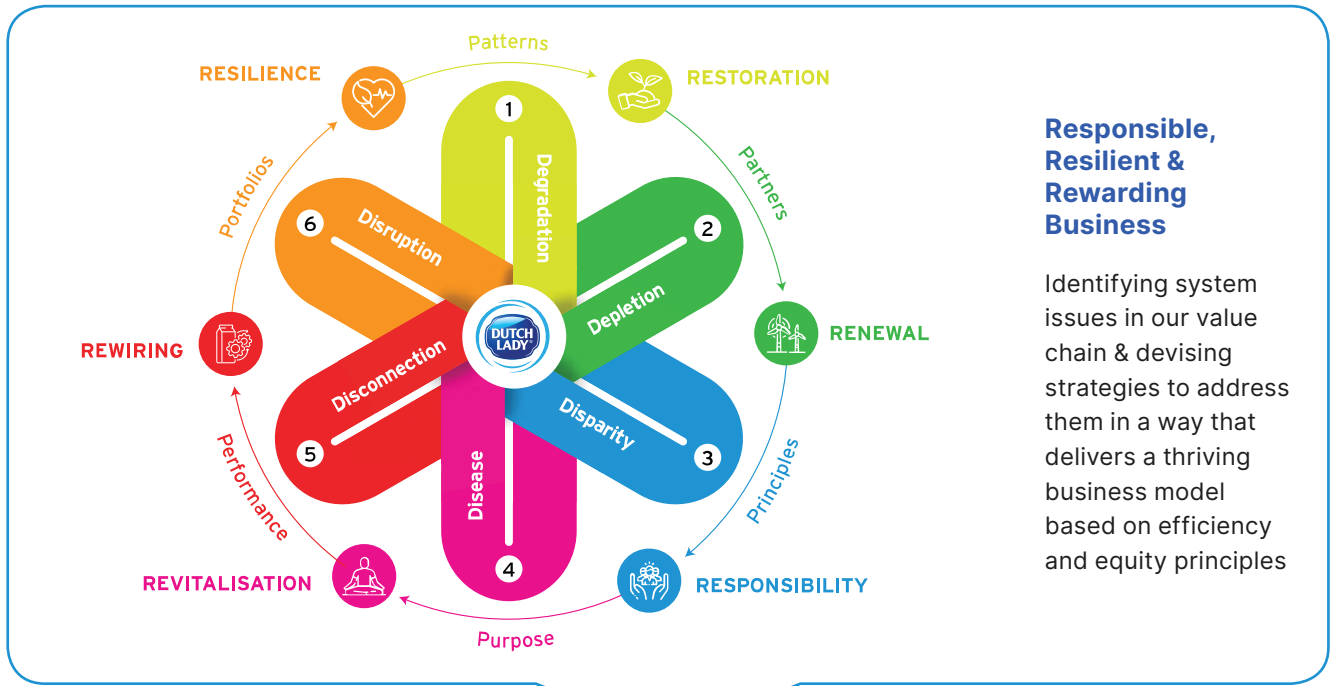 Patterns
RESILIENCE
RESTORATION
1
Degradation
Portfolios
Partners
6
Disruption
2
Depletion
DUTCH
LADY®
REWIRING
RENEWAL
Disconnection
5
Disparity
3
Disease
4
Performance
Principles
REVITALISATION
RESPONSIBILITY
Purpose
Responsible,
Resilient &
Rewarding
Business
Identifying system
issues in our value
chain & devising
strategies to address
them in a way that
delivers a thriving
business model
based on efficiency
and equity principles